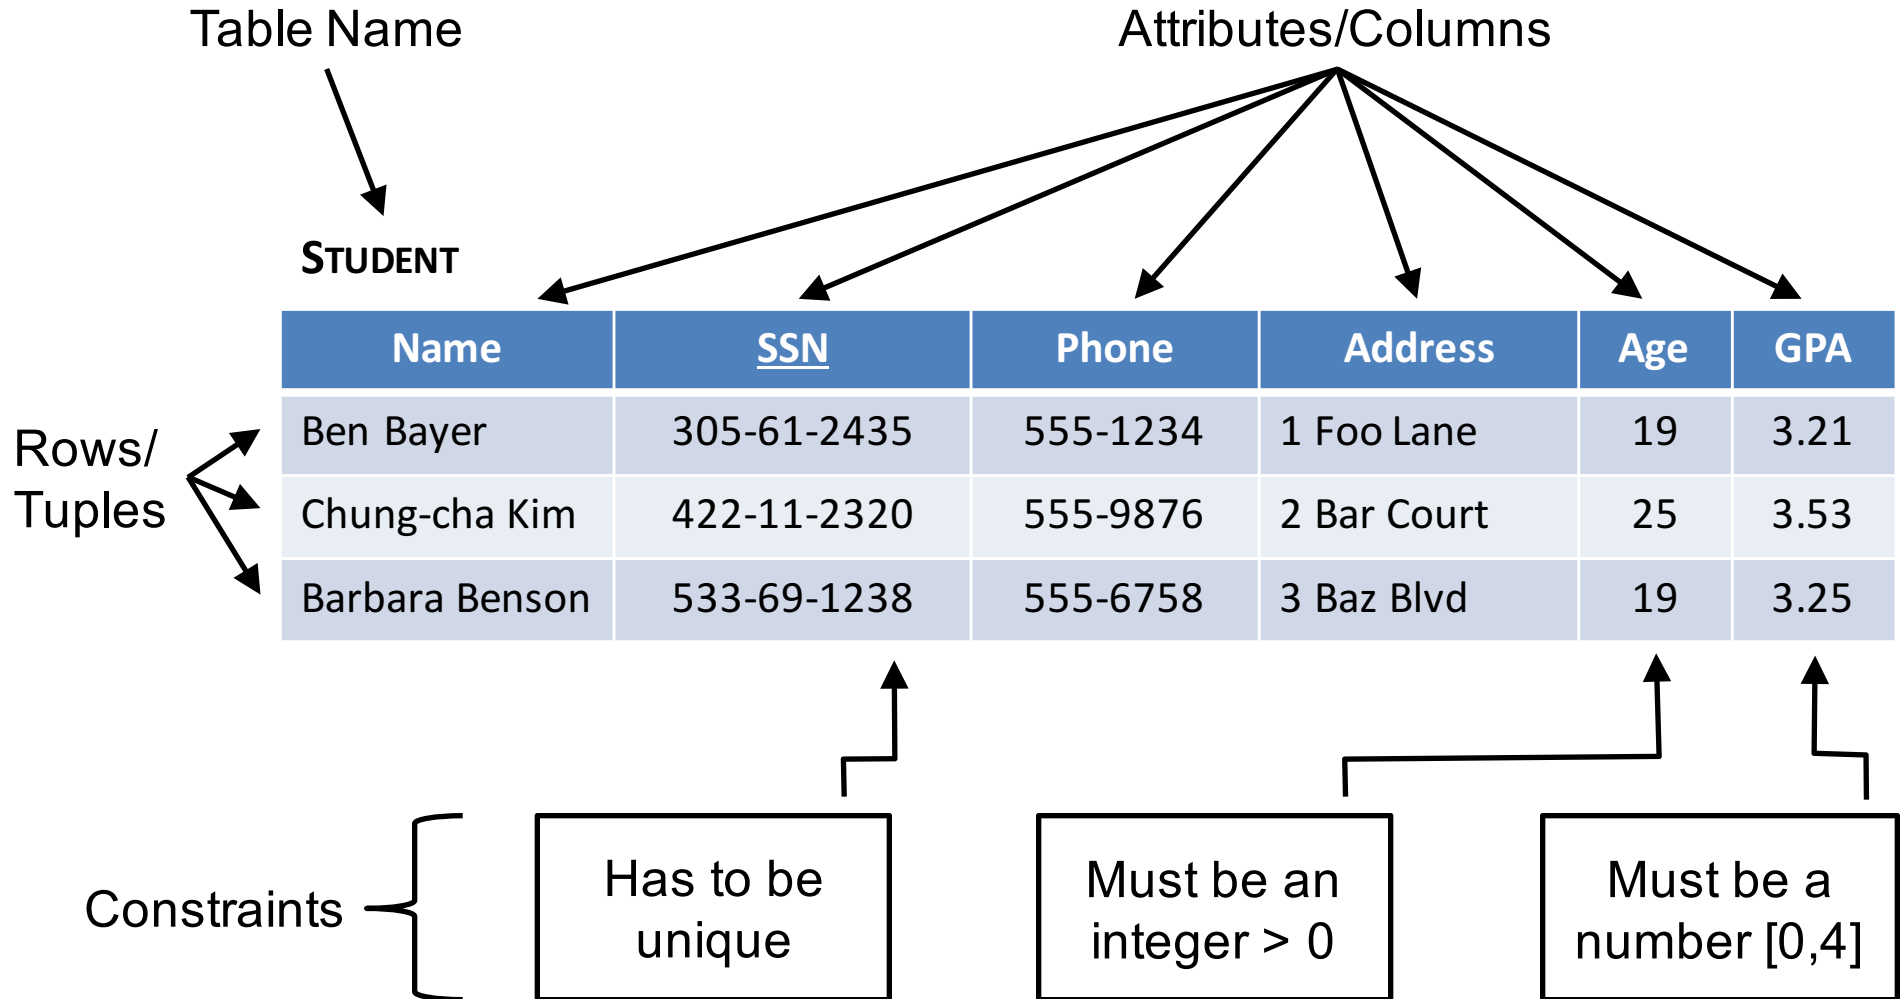 Table Name
Attributes/Columns
STUDENT
Name SSN Phone Address Age GPA
Rows/
Tuples
Ben Bayer 305-61-2435 555-1234 1 Foo Lane 19 3.21
Chung-cha Kim 422-11-2320 555-9876 2 Bar Court 25 3.53
Barbara Benson 533-69-1238 555-6758 3 Baz Blvd 19 3.25
Constraints
Has to be
unique
Must be an
integer > 0
Must be a
number [0,4]